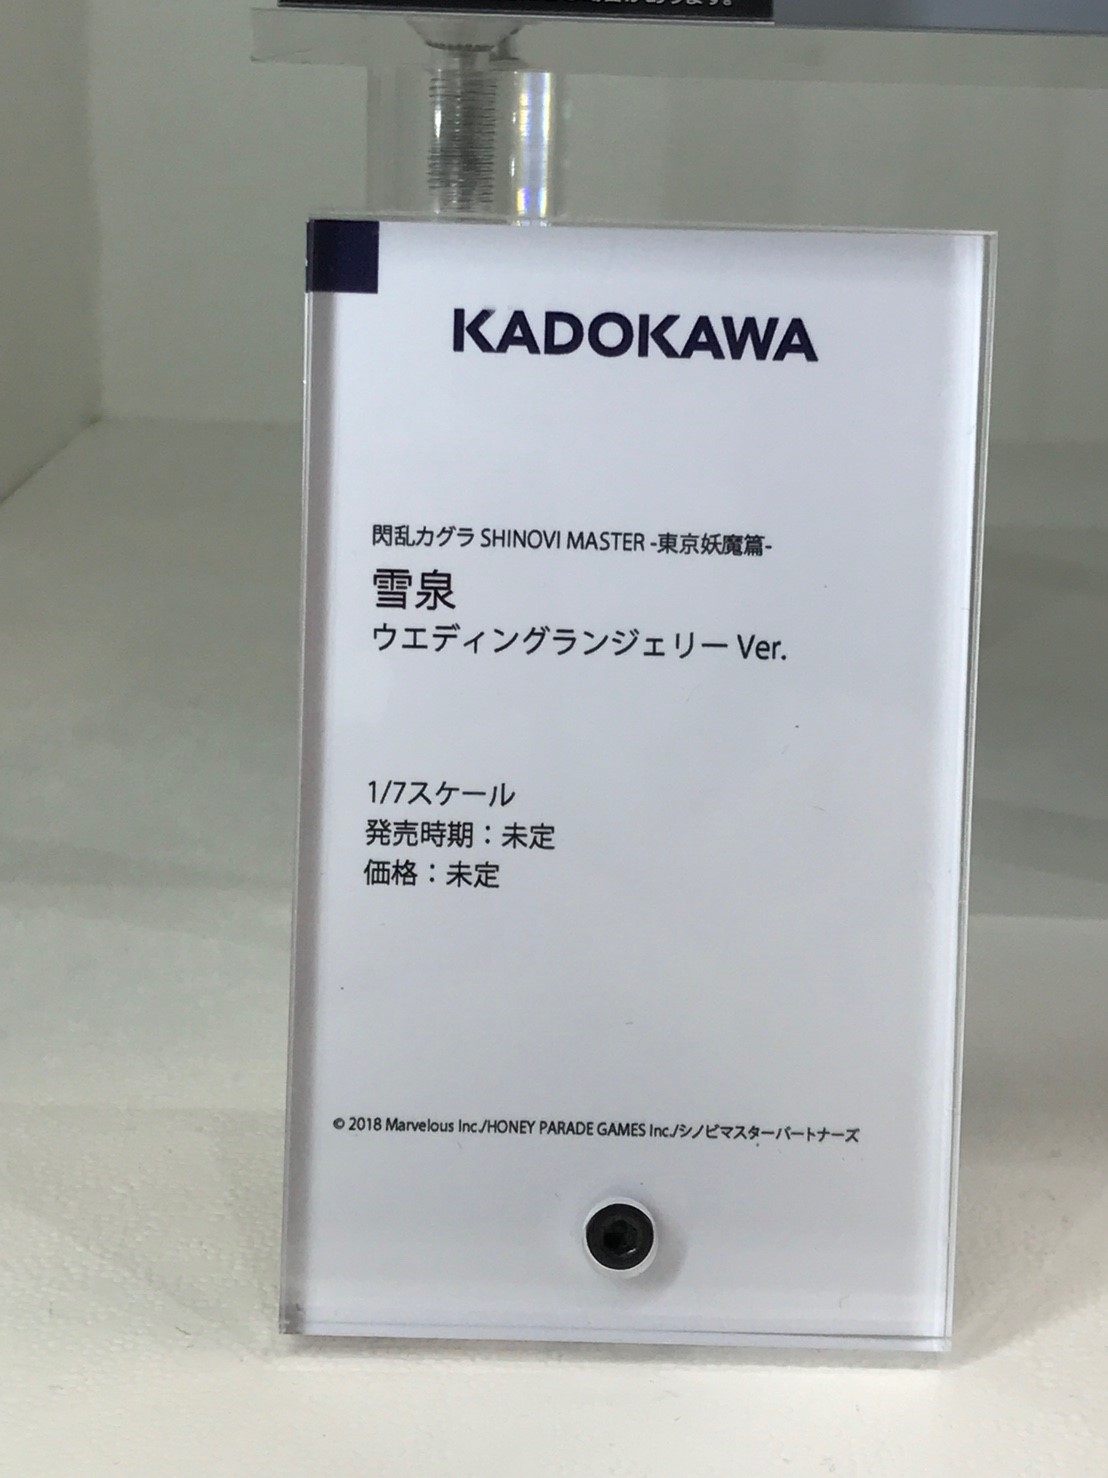 KADOKAWA
閃乱カグラ SHINOVI MASTER -東京妖魔篇-
雪泉
ウエディングランジェリー Ver.
1/7スケール
発売時期：未定
価格：未定
© 2018 Marvelous Inc./HONEY PARADE GAMES Inc./シノビマスターパートナーズ